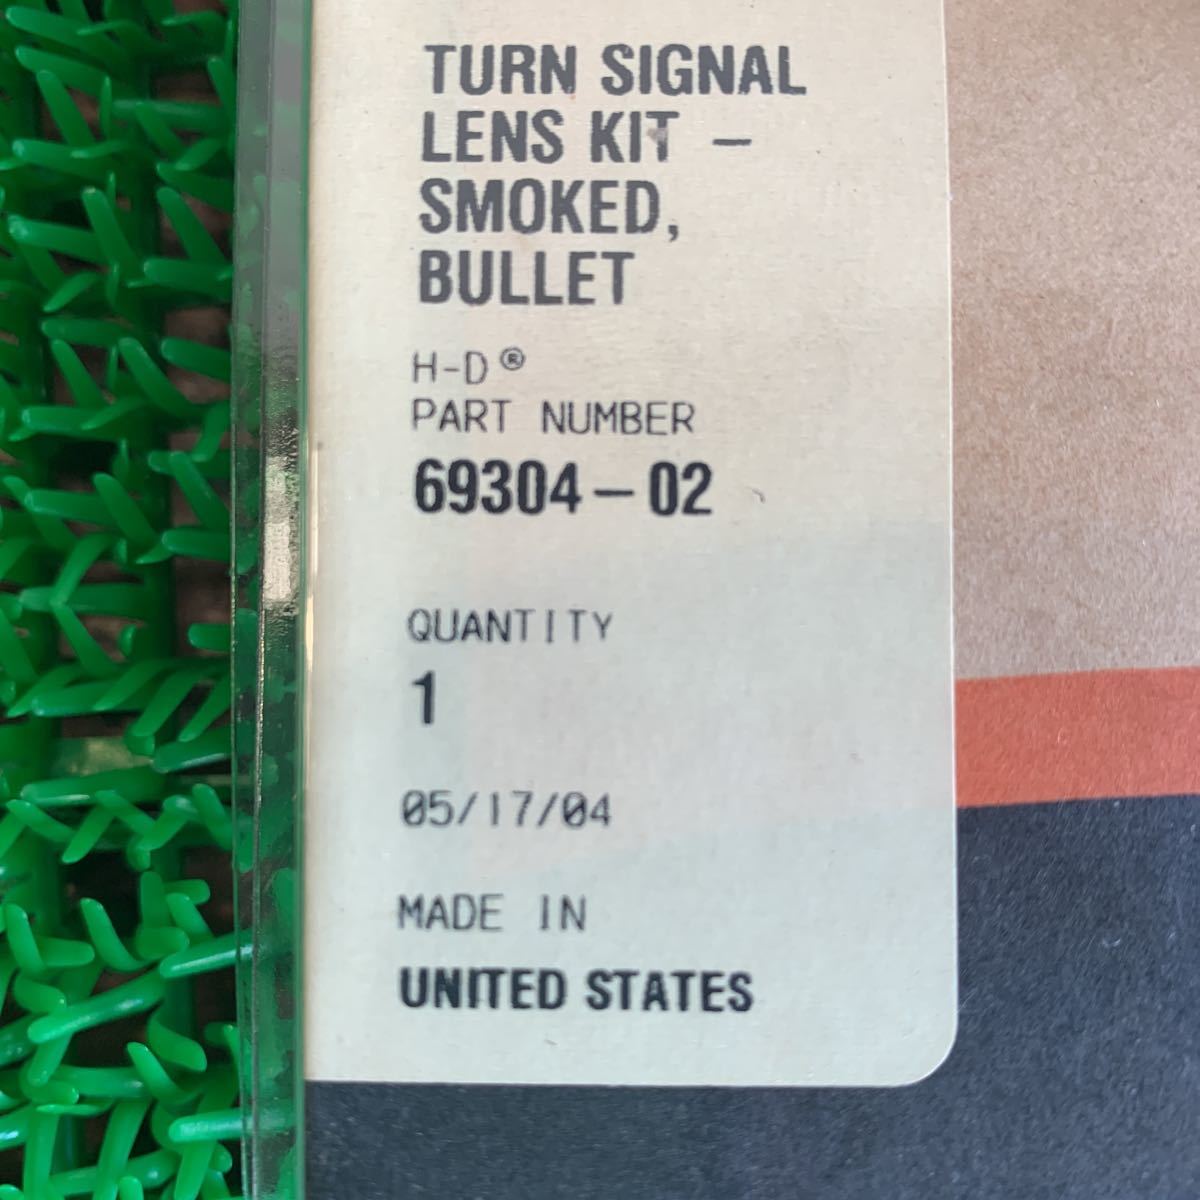 TURN SIGNAL
LENS KIT –
SMOKED,
BULLET
H-D®
PART NUMBER
69304–02
QUANTITY
1
05/17/04
MADE IN
UNITED STATES